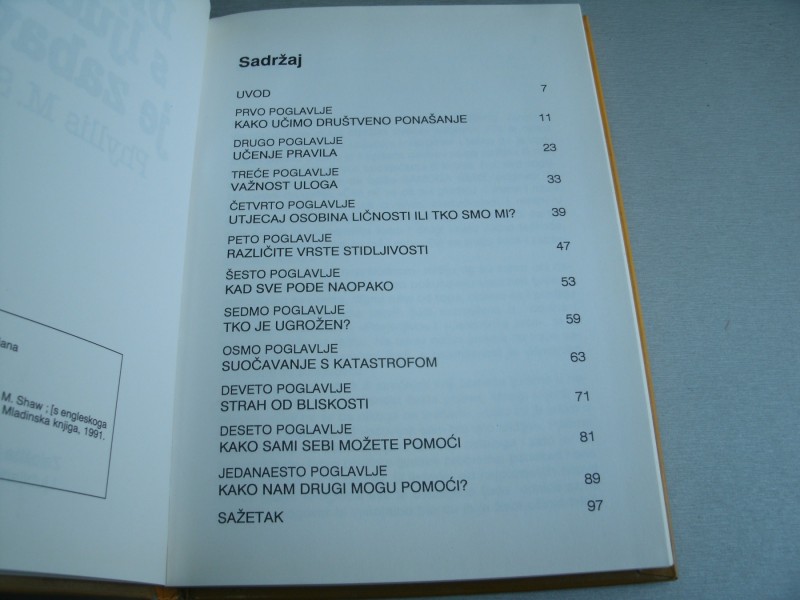 jana
M. Shaw ; [s engleskoga
Mladinska knjiga, 1991.
Sadržaj
UVOD 7
PRVO POGLAVLJE
KAKO UČIMO DRUŠTVENO PONAŠANJE 11
DRUGO POGLAVLJE
UČENJE PRAVILA 23
TREĆE POGLAVLJE
VAŽNOST ULOGA 33
ČETVRTO POGLAVLJE
UTJECAJ OSOBINA LIČNOSTI ILI TKO SMO MI? 39
PETO POGLAVLJE
RAZLIČITE VRSTE STIDLJIVOSTI 47
ŠESTO POGLAVLJE
KAD SVE POĐE NAOPAKO 53
SEDMO POGLAVLJE
TKO JE UGROŽEN? 59
OSMO POGLAVLJE
SUOČAVANJE S KATASTROFOM 63
DEVETO POGLAVLJE
STRAH OD BLISKOSTI 71
DESETO POGLAVLJE
KAKO SAMI SEBI MOŽETE POMOĆI 81
JEDANAESTO POGLAVLJE
KAKO NAM DRUGI MOGU POMOĆI? 89
SAŽETAK 97